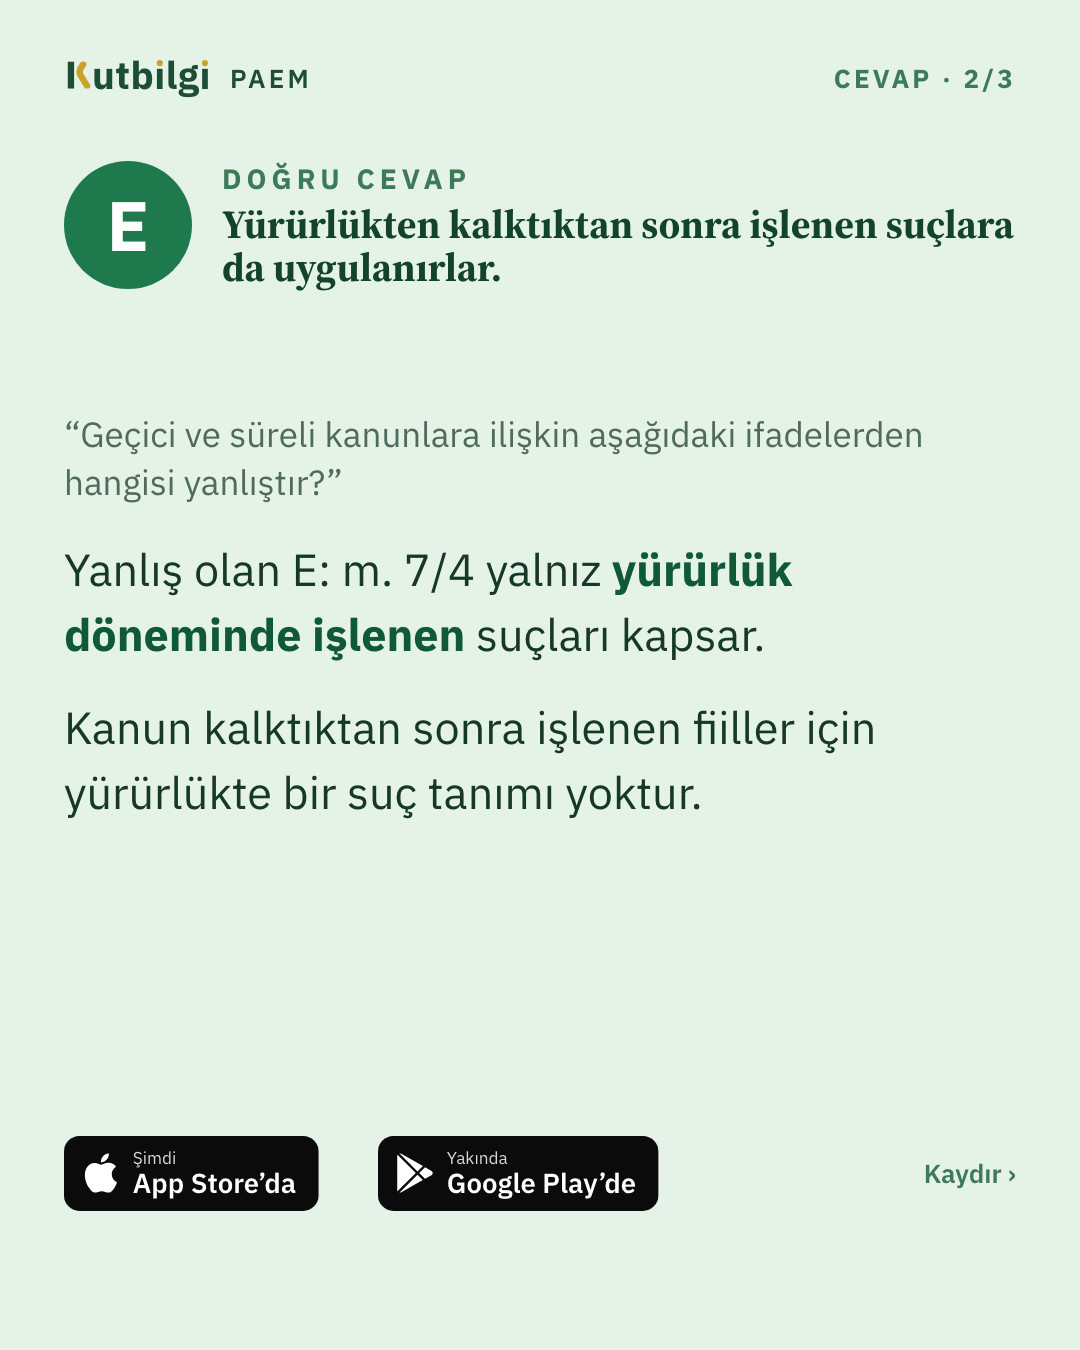 Kutbilgi PAEM
CEVAP · 2/3
E
DOĞRU CEVAP
Yürürlükten kalktıktan sonra işlenen suçlara
da uygulanırlar.
“Geçici ve süreli kanunlara ilişkin aşağıdaki ifadelerden
hangisi yanlıştır?”
Yanlış olan E: m. 7/4 yalnız yürürlük
döneminde işlenen suçları kapsar.
Kanun kalktıktan sonra işlenen fiiller için
yürürlükte bir suç tanımı yoktur.
Şimdi
App Store’da
Yakında
Google Play’de
Kaydır ›